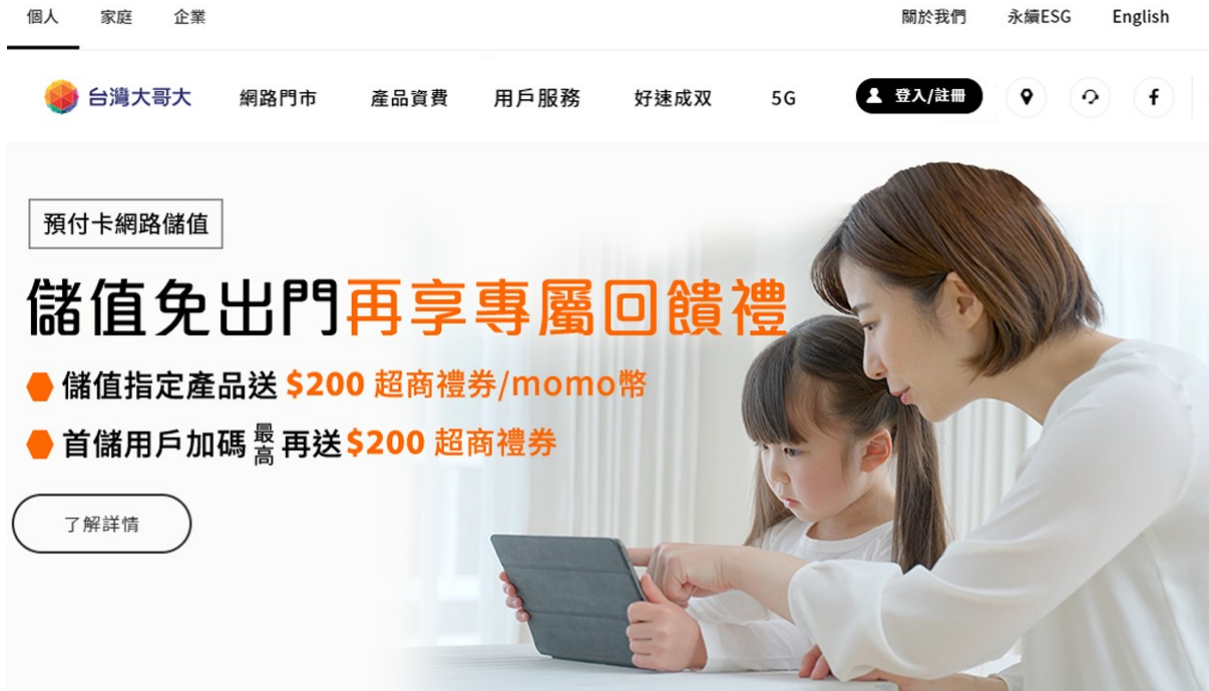 個人 家庭 企業 關於我們 永續ESG English
台灣大哥大 網路門市 產品資費 用戶服務 好速成双 5G 登入/註冊
預付卡網路儲值
儲值免出門再享專屬回饋禮
儲值指定產品送 $200 超商禮券/momo幣
首儲用戶加碼最高再送$200 超商禮券
了解詳情